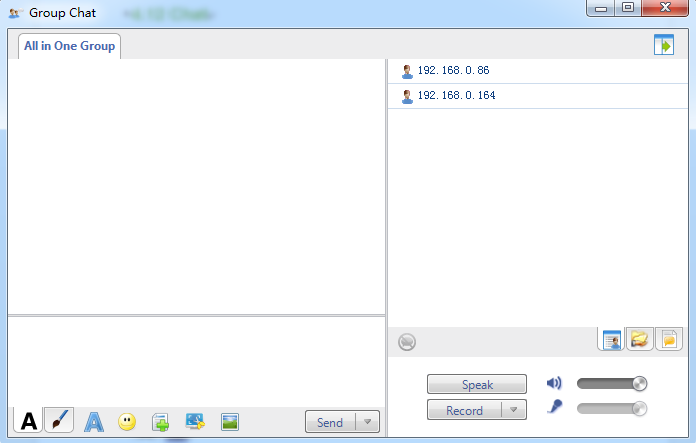 Group Chat
All in One Group
192.168.0.86
192.168.0.164
A
A
Send
Speak
Record